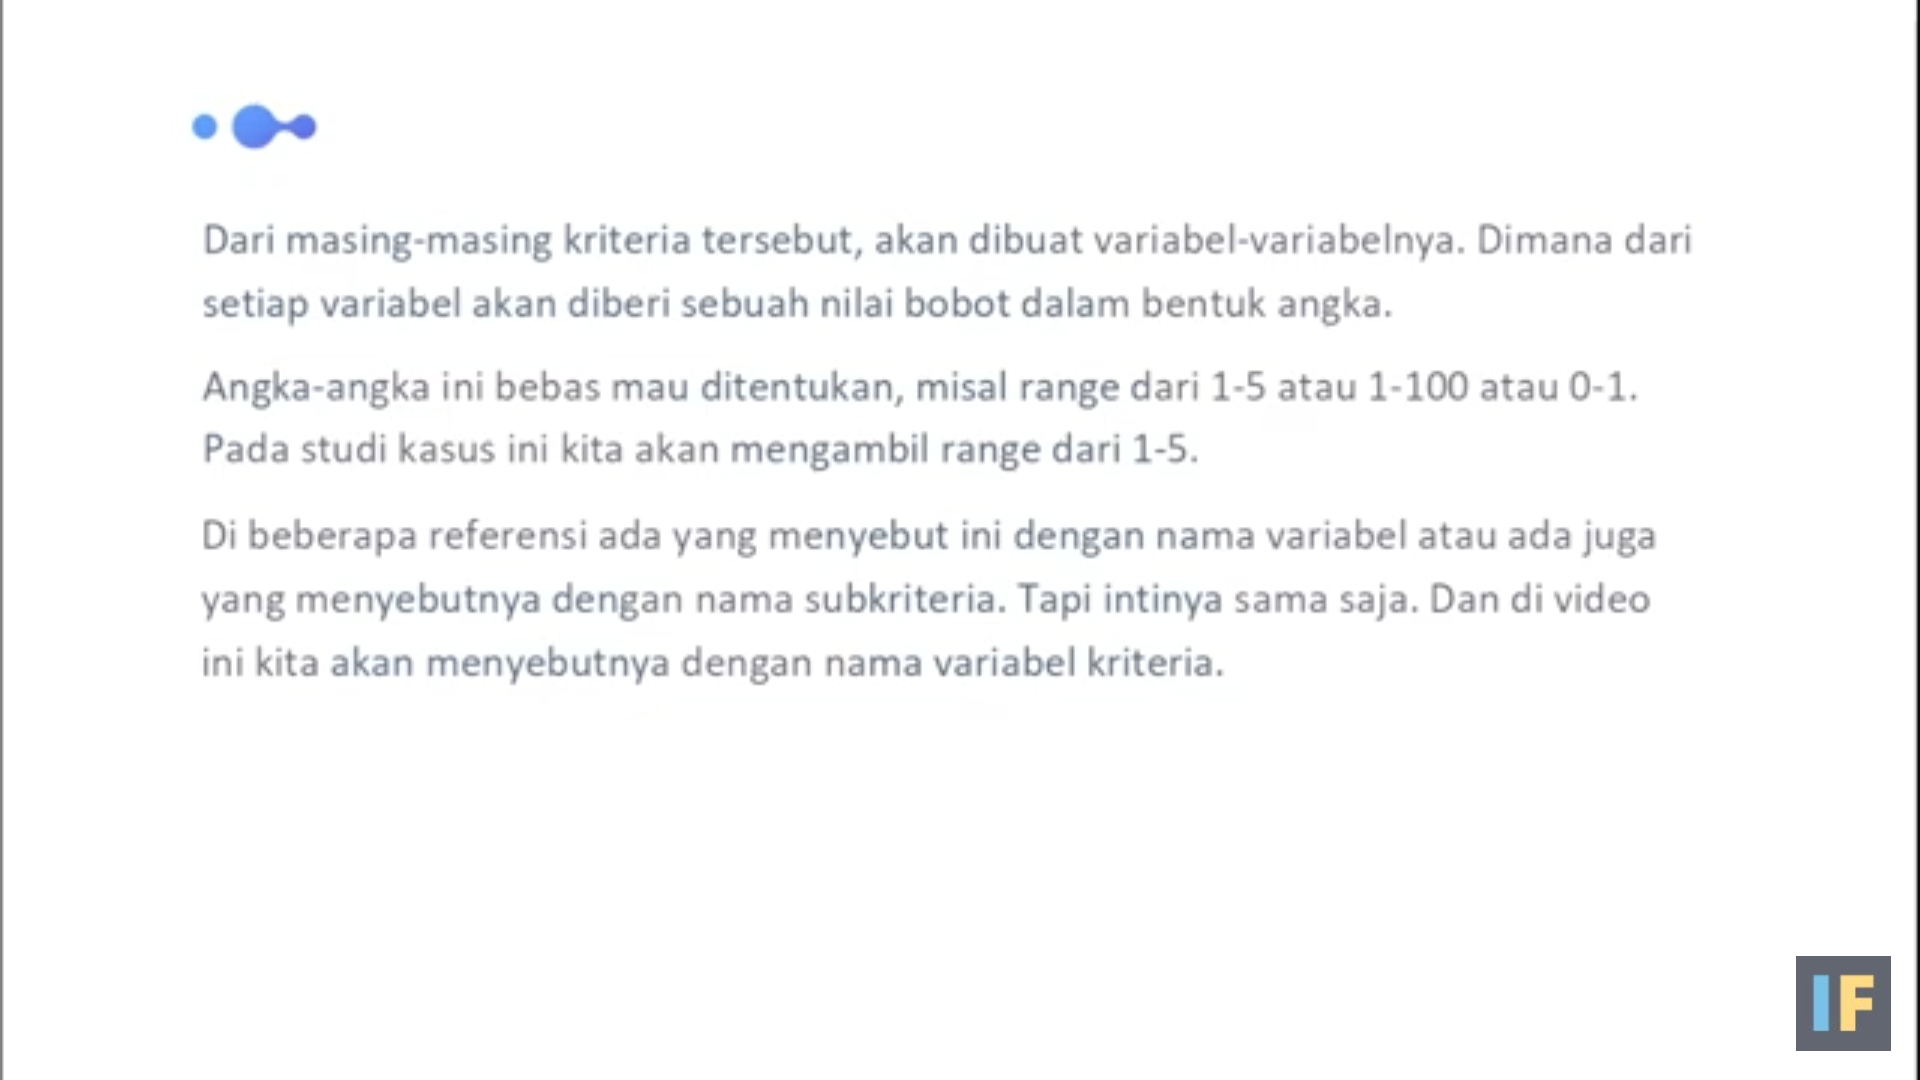 Dari masing-masing kriteria tersebut, akan dibuat variabel-variabelnya. Dimana dari
setiap variabel akan diberi sebuah nilai bobot dalam bentuk angka.
Angka-angka ini bebas mau ditentukan, misal range dari 1-5 atau 1-100 atau 0-1.
Pada studi kasus ini kita akan mengambil range dari 1-5.
Di beberapa referensi ada yang menyebut ini dengan nama variabel atau ada juga
yang menyebutnya dengan nama subkriteria. Tapi intinya sama saja. Dan di video
ini kita akan menyebutnya dengan nama variabel kriteria.
IF